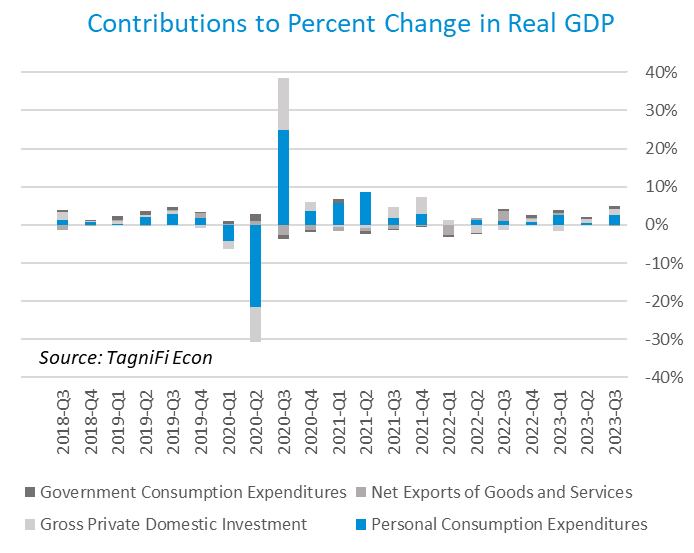 Contributions to Percent Change in Real GDP
40%
30%
20%
10%
0%
-10%
-20%
-30%
-40%
Source: TagniFi Econ
2018-Q3
2018-Q4
2019-Q1
2019-Q2
2019-Q3
2019-Q4
2020-Q1
2020-Q2
2020-Q3
2020-Q4
2021-Q1
2021-Q2
2021-Q3
2021-Q4
2022-Q1
2022-Q2
2022-Q3
2022-Q4
2023-Q1
2023-Q2
2023-Q3
Government Consumption Expenditures
Net Exports of Goods and Services
Gross Private Domestic Investment
Personal Consumption Expenditures